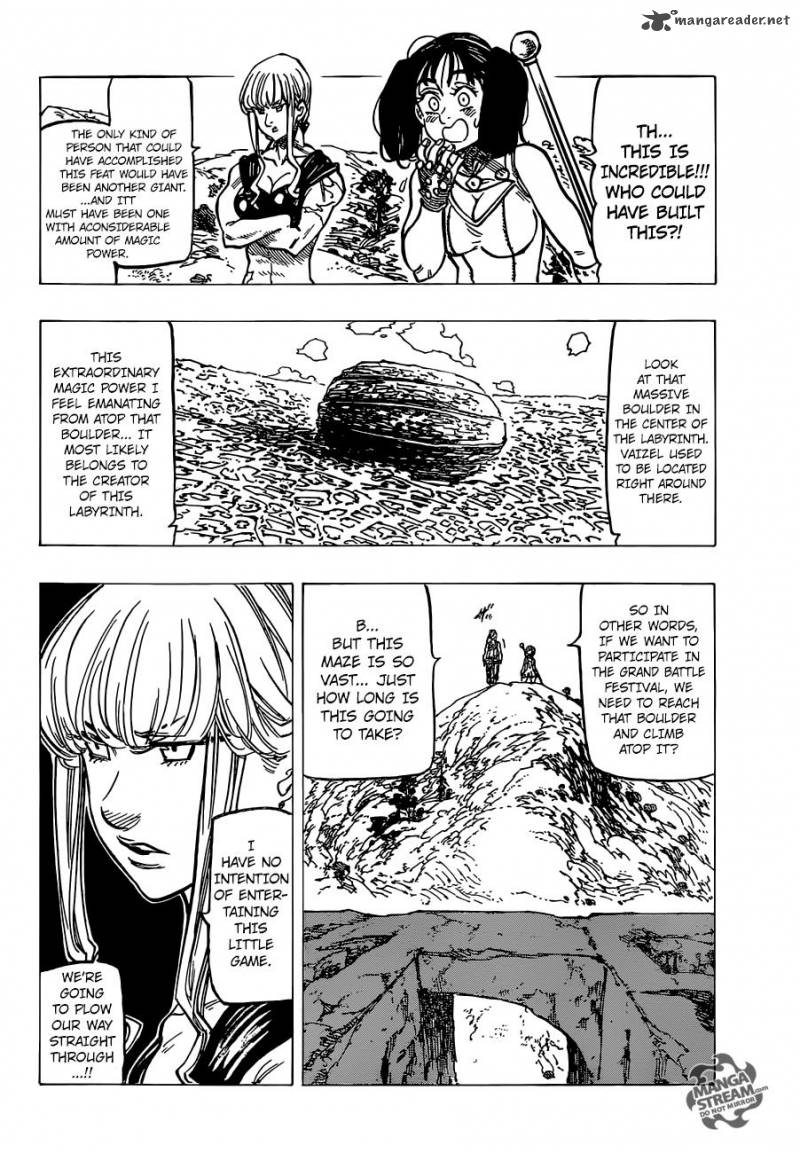 mangareader.net
TH...
THIS IS
INCREDIBLE!!!
WHO COULD
HAVE BUILT
THIS?!
THE ONLY KIND OF
PERSON THAT COULD
HAVE ACCOMPLISHED
THIS FEAT WOULD HAVE
BEEN ANOTHER GIANT.
...AND ITT
MUST HAVE BEEN ONE
WITH ACONSIDERABLE
AMOUNT OF MAGIC
POWER.
LOOK
AT THAT
MASSIVE
BOULDER IN
THE CENTER
OF THE
LABYRINTH.
VAIZEL USED
TO BE
LOCATED
RIGHT AROUND
THERE.
THIS
EXTRAORDINARY
MAGIC POWER I
FEEL EMANATING
FROM ATOP THAT
BOULDER... IT
MOST LIKELY
BELONGS TO
THE CREATOR
OF THIS
LABYRINTH.
SO IN
OTHER WORDS,
IF WE WANT TO
PARTICIPATE IN
THE GRAND BATTLE
FESTIVAL, WE
NEED TO REACH
THAT BOULDER
AND CLIMB
ATOP IT?
B...
BUT THIS
MAZE IS SO
VAST... JUST
HOW LONG IS
THIS GOING
TO TAKE?
I
HAVE NO
INTENTION
OF ENTER-
TAINING
THIS
LITTLE
GAME.
WE'RE
GOING
TO PLOW
OUR WAY
STRAIGHT
THROUGH
...!!
MANGA
STREAM.com
DO NOT MIRROR